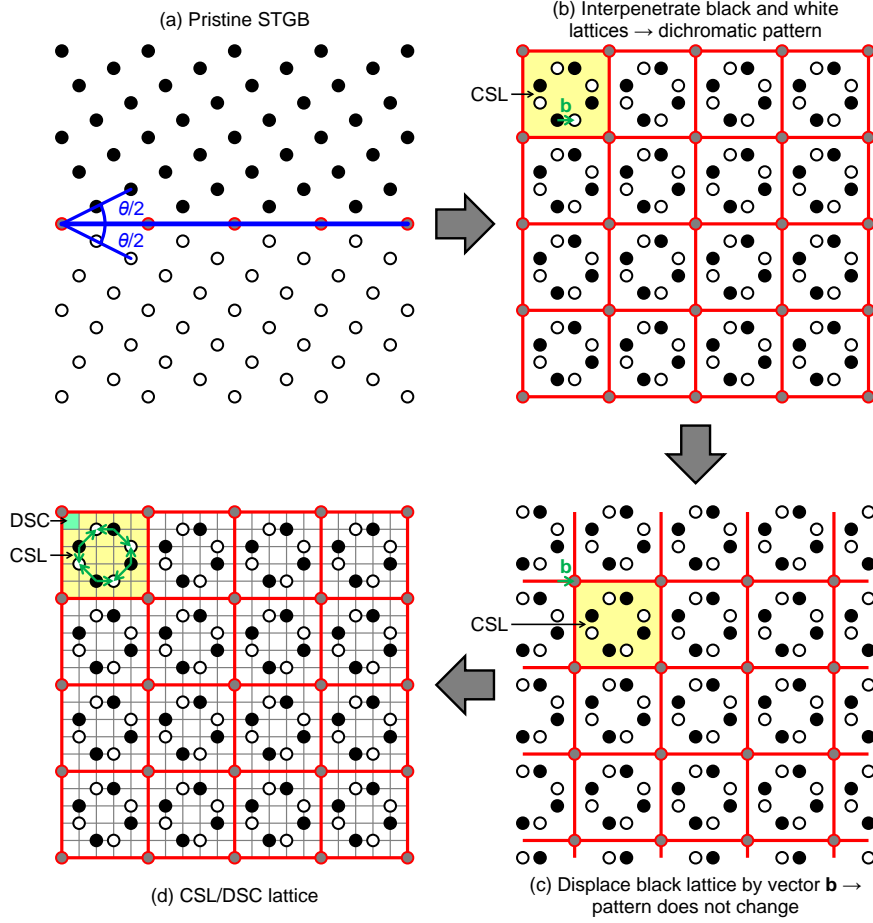 (a) Pristine STGB
θ/2
θ/2
(b) Interpenetrate black and white
lattices → dichromatic pattern
CSL
b
DSC
CSL
(d) CSL/DSC lattice
b
CSL
(c) Displace black lattice by vector b →
pattern does not change